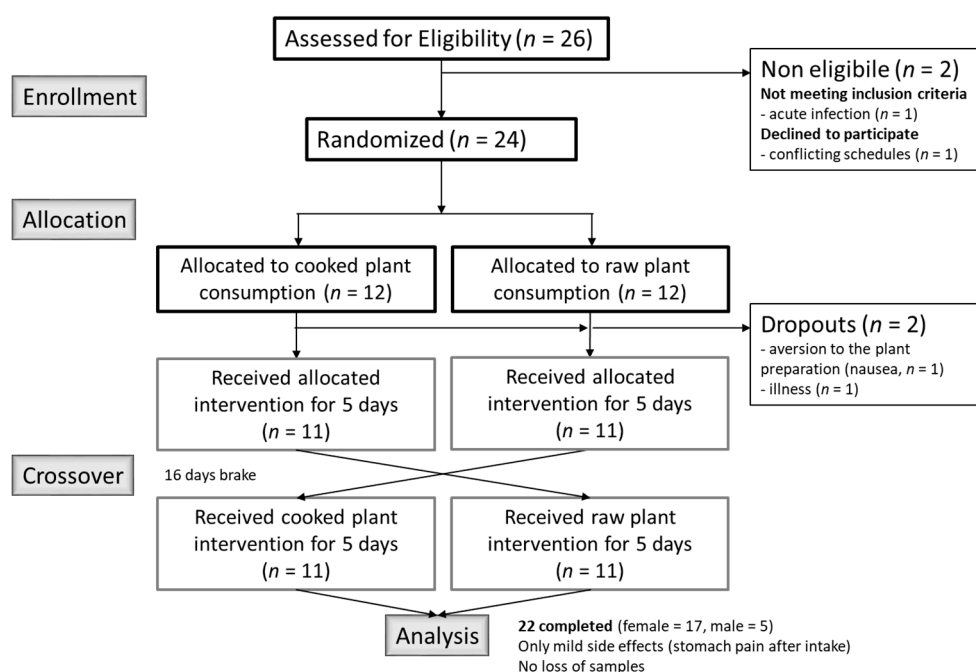 Assessed for Eligibility (n = 26)
Non eligibile (n = 2)
Not meeting inclusion criteria
- acute infection (n = 1)
Declined to participate
- conflicting schedules (n = 1)
Enrollment
Randomized (n = 24)
Allocation
Allocated to cooked plant
consumption (n = 12)
Allocated to raw plant
consumption (n = 12)
Dropouts (n = 2)
- aversion to the plant
preparation (nausea, n = 1)
- illness (n = 1)
Received allocated
intervention for 5 days
(n = 11)
Received allocated
intervention for 5 days
(n = 11)
Crossover
16 days brake
Received cooked plant
intervention for 5 days
(n = 11)
Received raw plant
intervention for 5 days
(n = 11)
Analysis
22 completed (female = 17, male = 5)
Only mild side effects (stomach pain after intake)
No loss of samples